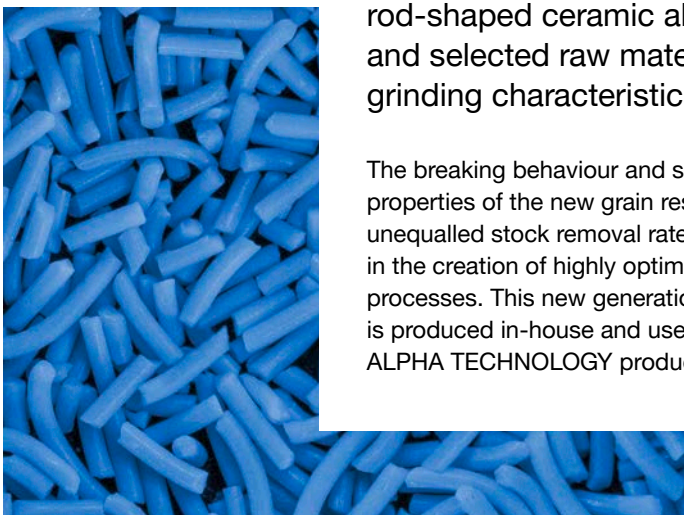 rod-shaped ceramic al
and selected raw mate
grinding characteristic
The breaking behaviour and s
properties of the new grain res
unequalled stock removal rate
in the creation of highly optim
processes. This new generatio
is produced in-house and use
ALPHA TECHNOLOGY produ